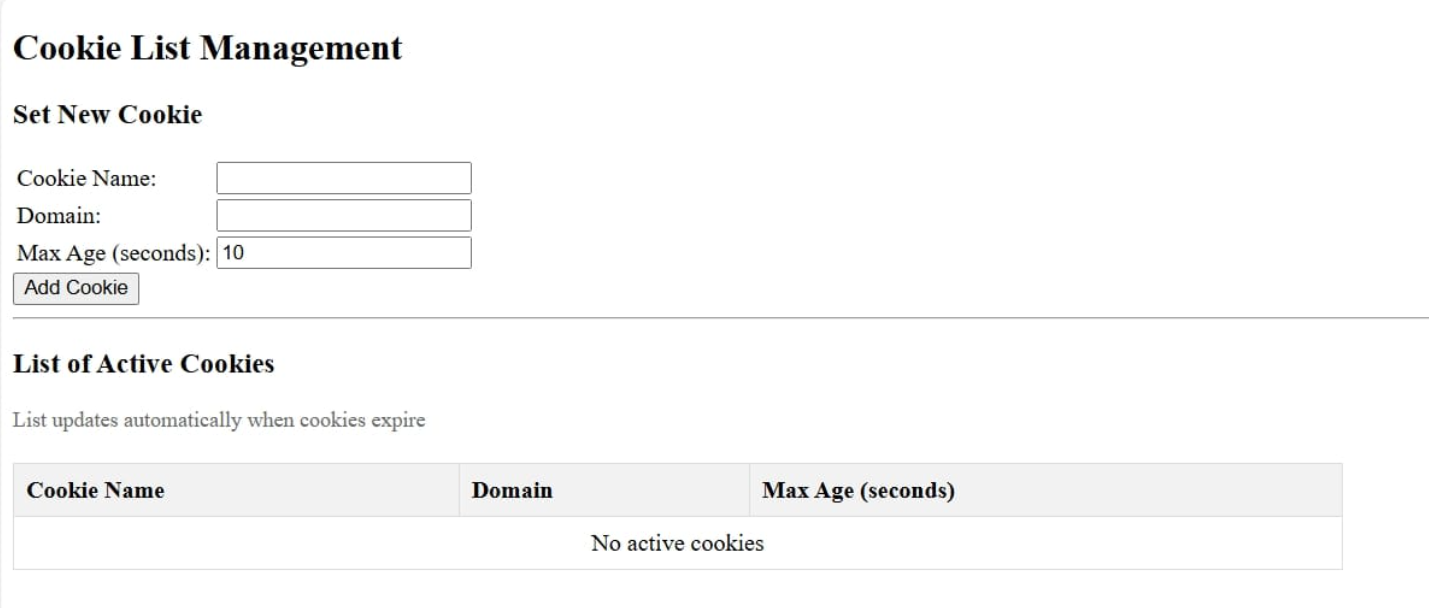 Cookie List Management
Set New Cookie
Cookie Name:
Domain:
Max Age (seconds): 10
Add Cookie
List of Active Cookies
List updates automatically when cookies expire
Cookie Name Domain Max Age (seconds)
No active cookies